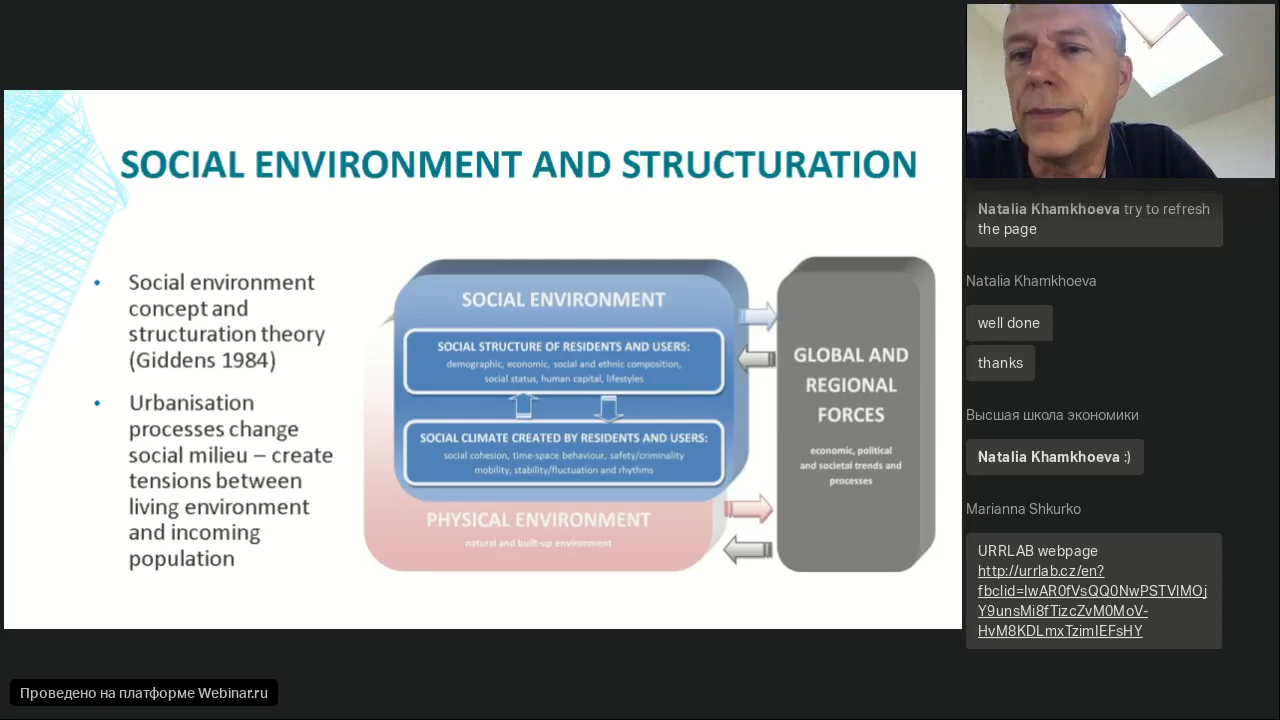 SOCIAL ENVIRONMENT AND STRUCTURATION
• Social environment
concept and
structuration theory
(Giddens 1984)
• Urbanisation
processes change
social milieu – create
tensions between
living environment
and incoming
population
SOCIAL ENVIRONMENT
SOCIAL STRUCTURE OF RESIDENTS AND USERS:
demographic, economic, social and ethnic composition,
social status, human capital, lifestyles
SOCIAL CLIMATE CREATED BY RESIDENTS AND USERS:
social cohesion, time-space behaviour, safety/criminality
mobility, stability/fluctuation and rhythms
PHYSICAL ENVIRONMENT
natural and built-up environment
GLOBAL AND
REGIONAL
FORCES
economic, political
and societal trends and
processes
Natalia Khamkhoeva try to refresh
the page
Natalia Khamkhoeva
well done
thanks
Высшая школа экономики
Natalia Khamkhoeva :)
Marianna Shkurko
URRLAB webpage
http://urrlab.cz/en?
fbclid=IwAR0fVsQQ0NwPSTVlMOj
Y9unsMi8fTizcZvM0MoV-
HvM8KDLmxTzimIEFsHY
Проведено на платформе Webinar.ru